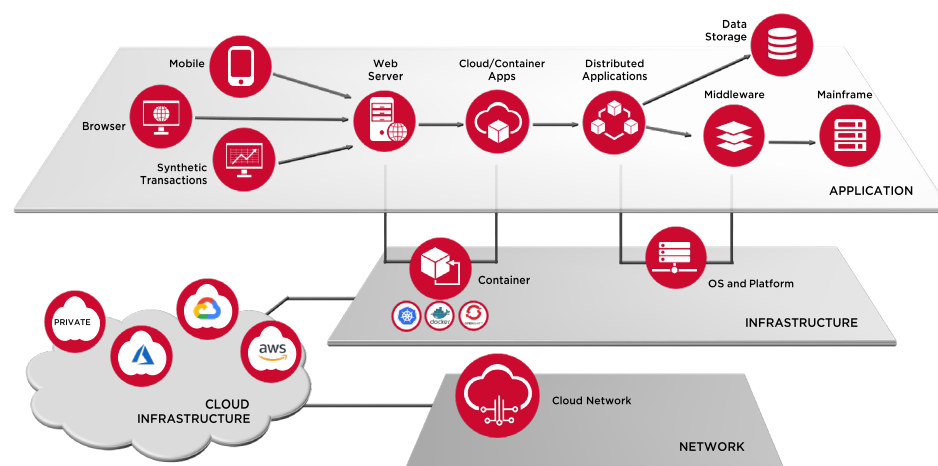 Data
Storage
Mobile
Web
Server
Cloud/Container
Apps
Distributed
Applications
Middleware
Mainframe
Browser
Synthetic
Transactions
APPLICATION
Container
OS and Platform
docker
INFRASTRUCTURE
PRIVATE
aws
CLOUD
INFRASTRUCTURE
Cloud Network
NETWORK